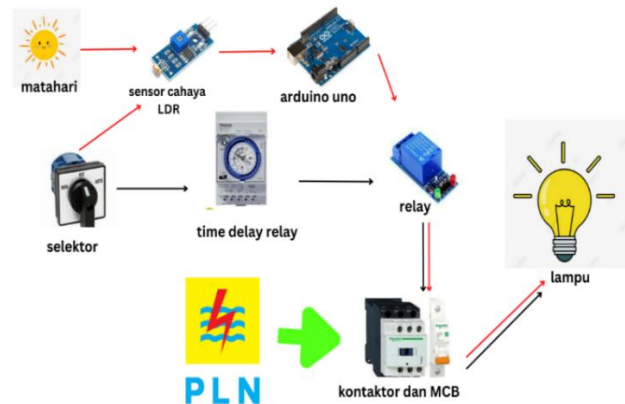 matahari
sensor cahaya
LDR
arduino uno
selektor
time delay relay
relay
lampu
PLN
kontaktor dan MCB